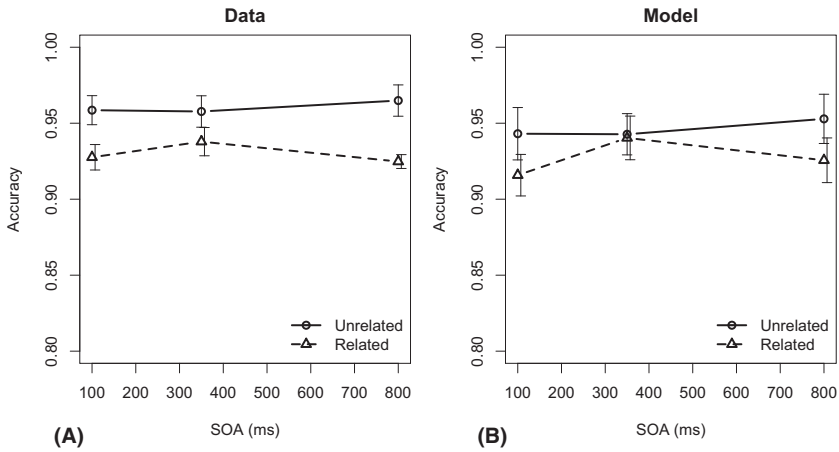 Data
Accuracy
1.00
0.95
0.90
0.85
0.80
Unrelated
Related
100 200 300 400 500 600 700 800
SOA (ms)
(A)
Model
Accuracy
1.00
0.95
0.90
0.85
0.80
Unrelated
Related
100 200 300 400 500 600 700 800
SOA (ms)
(B)